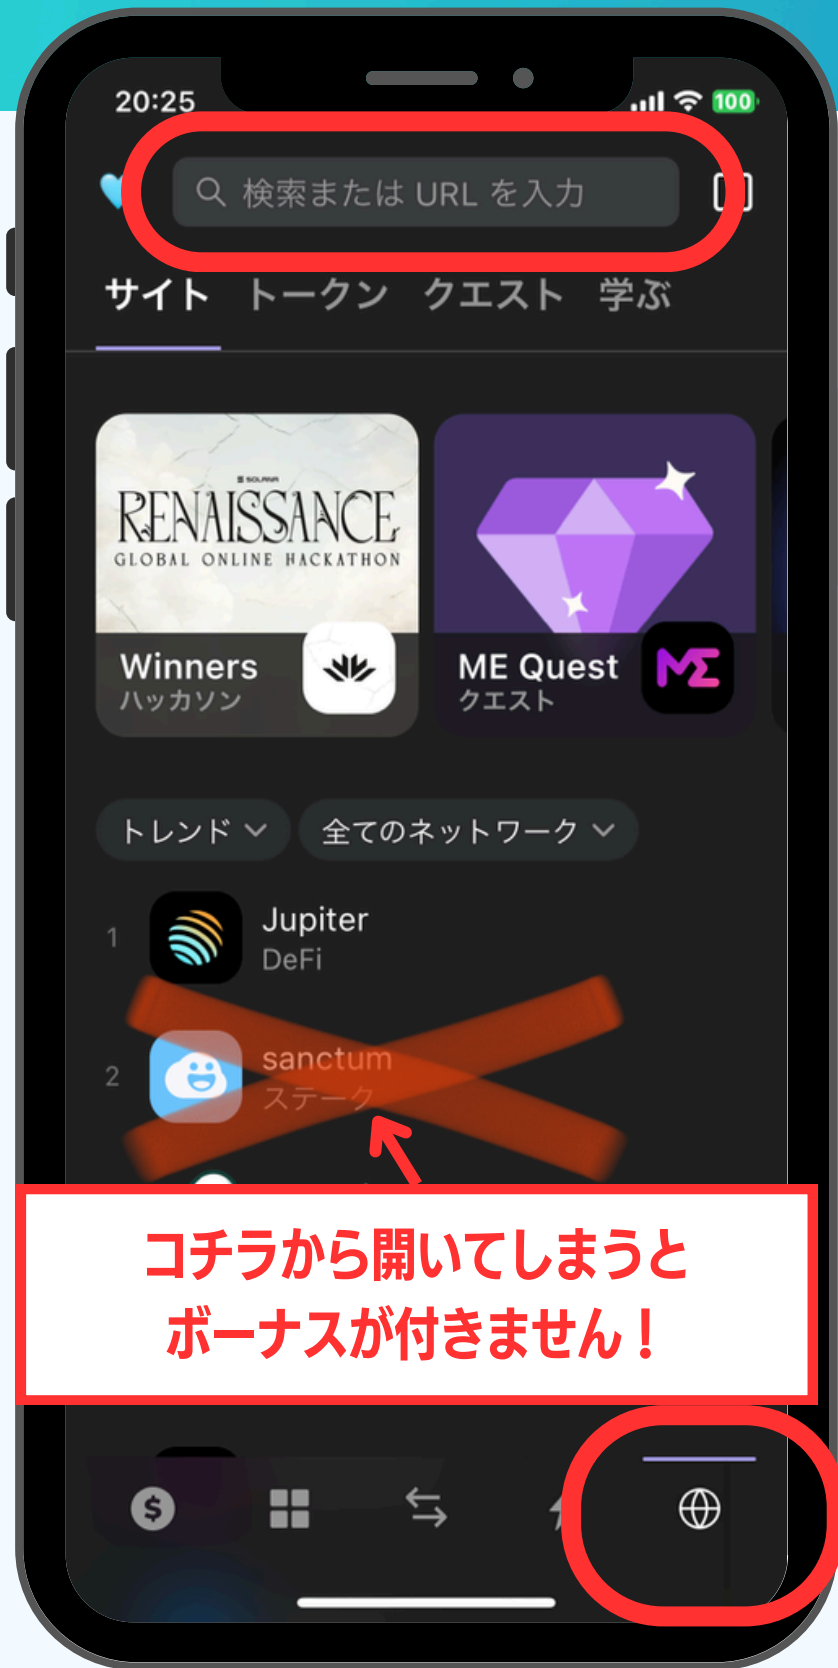 20:25
100
検索または URL を入力
サイト トークン クエスト 学ぶ
SOLANA
RENAISSANCE
GLOBAL ONLINE HACKATHON
Winners
ハッカソン
ME Quest
クエスト
ME
トレンド
全てのネットワーク
1
Jupiter
DeFi
2
sanctum
ステーク
コチラから開いてしまうと
ボーナスが付きません！